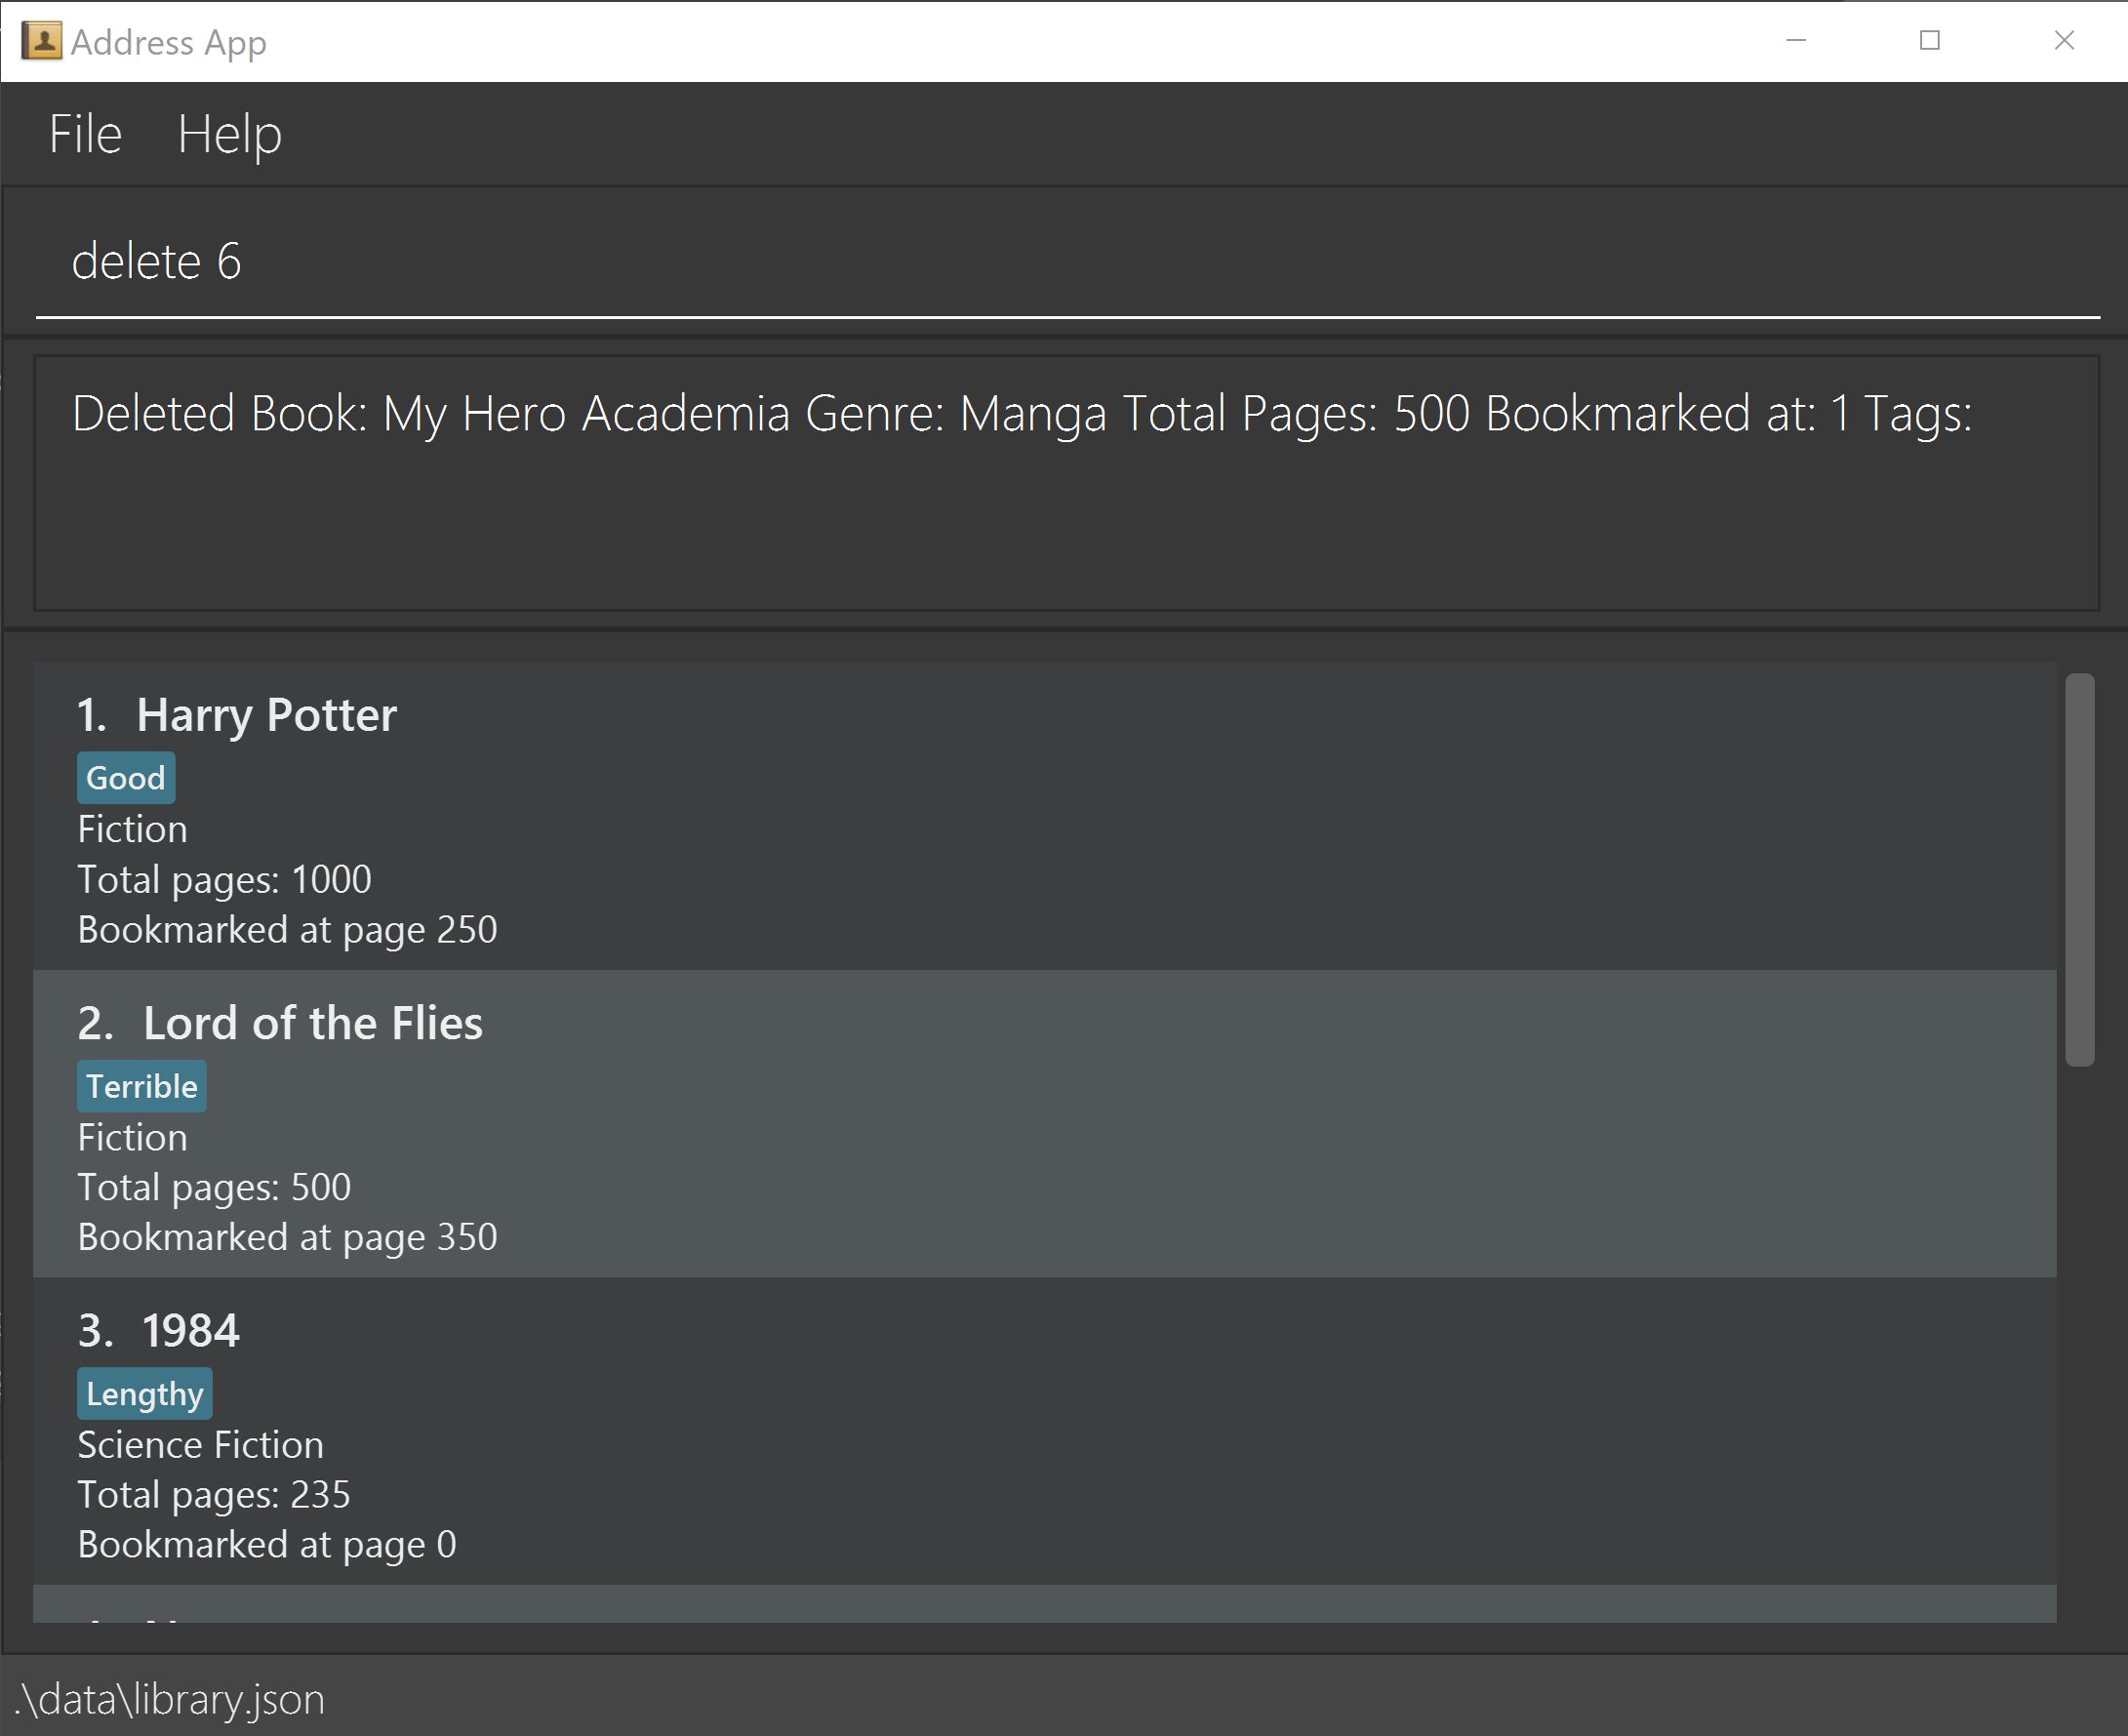 Address App
File Help
delete 6
Deleted Book: My Hero Academia Genre: Manga Total Pages: 500 Bookmarked at: 1 Tags:
1. Harry Potter
Good
Fiction
Total pages: 1000
Bookmarked at page 250
2. Lord of the Flies
Terrible
Fiction
Total pages: 500
Bookmarked at page 350
3. 1984
Lengthy
Science Fiction
Total pages: 235
Bookmarked at page 0
.\data\library.json